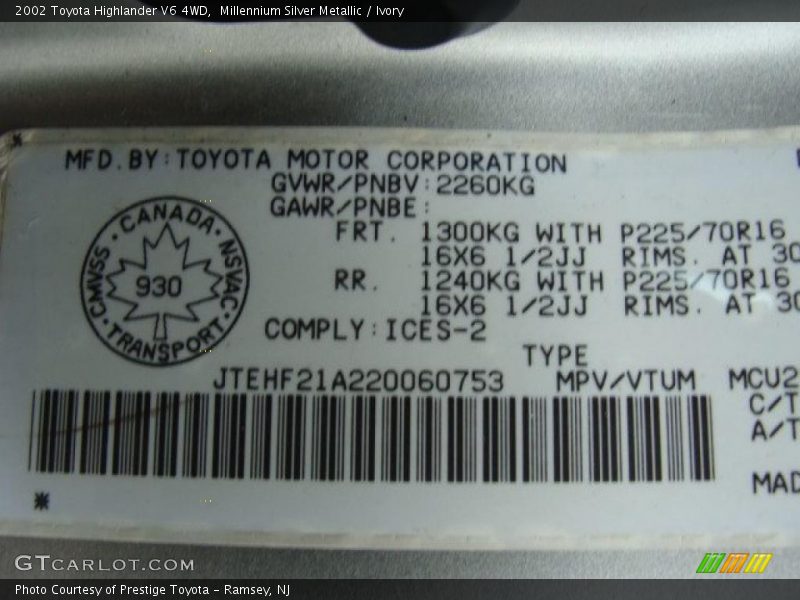 2002 Toyota Highlander V6 4WD, Millennium Silver Metallic / Ivory
MFD.BY:TOYOTA MOTOR CORPORATION
GVWR/PNBV:2260KG
GAWR/PNBE:
FRT. 1300KG WITH P225/70R16
16X6 1/2JJ RIMS. AT 30
RR. 1240KG WITH P225/70R16
16X6 1/2JJ RIMS. AT 30
COMPLY:ICES-2
CANADA · NSVAC · TRANSPORT · CMVSS ·
930
TYPE
JTEHF21A220060753 MPV/VTUM MCU2
C/T
A/T
MAD
*
*
GTCARLOT.COM
Photo Courtesy of Prestige Toyota - Ramsey, NJ